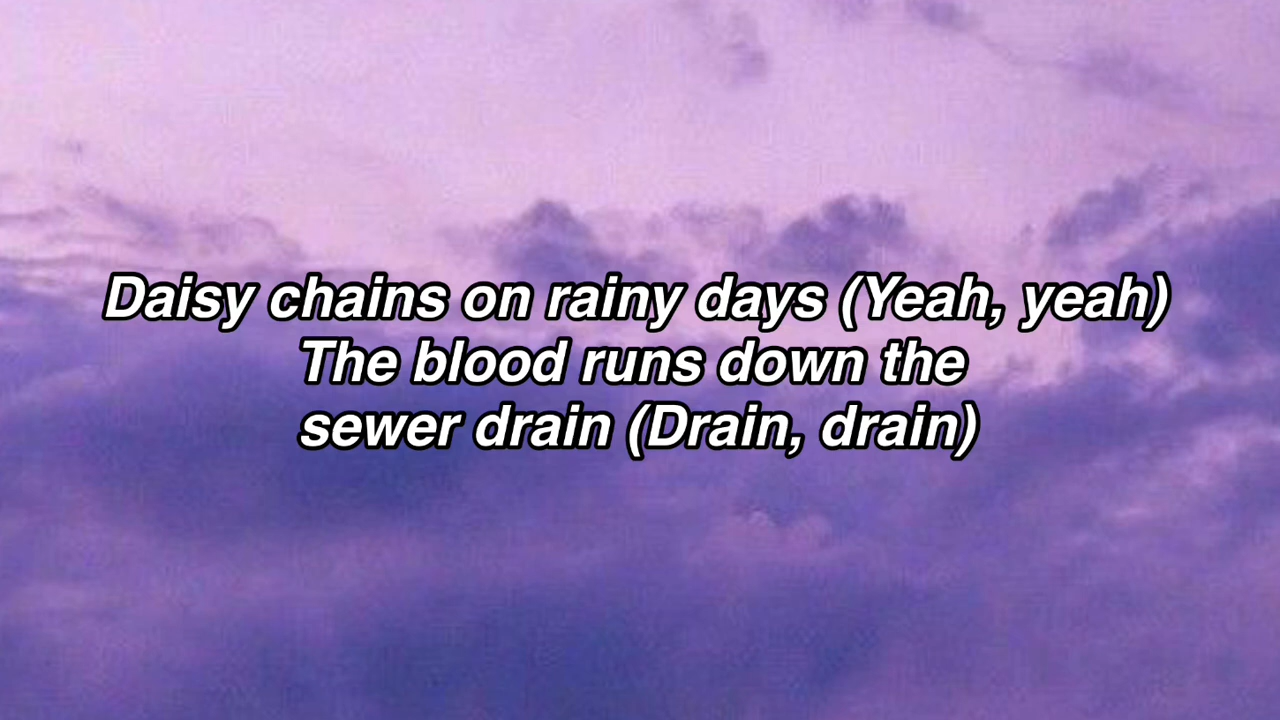 Daisy chains on rainy days (Yeah, yeah)
The blood runs down the
sewer drain (Drain, drain)